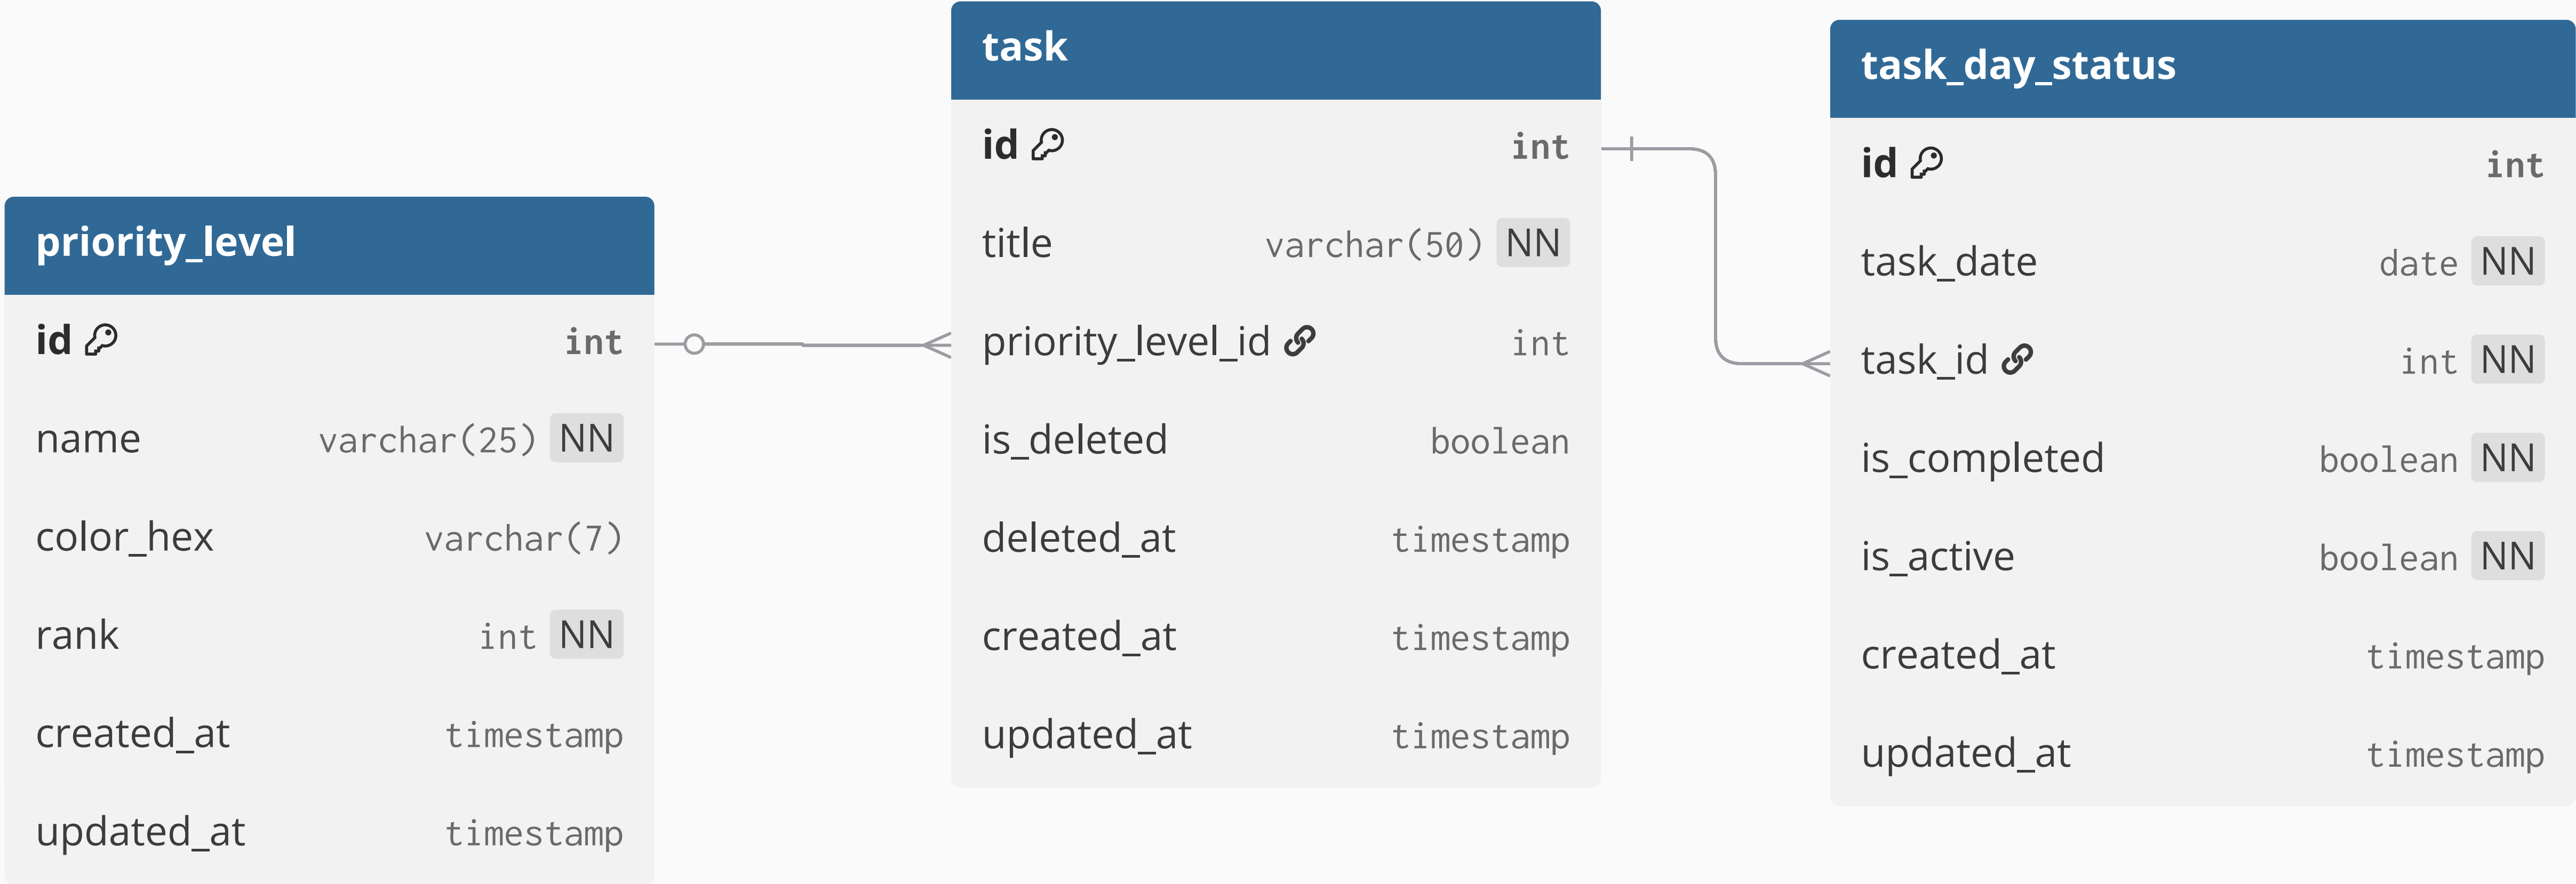 priority_level
id int
name varchar(25) NN
color_hex varchar(7)
rank int NN
created_at timestamp
updated_at timestamp
task
id int
title varchar(50) NN
priority_level_id int
is_deleted boolean
deleted_at timestamp
created_at timestamp
updated_at timestamp
task_day_status
id int
task_date date NN
task_id int NN
is_completed boolean NN
is_active boolean NN
created_at timestamp
updated_at timestamp